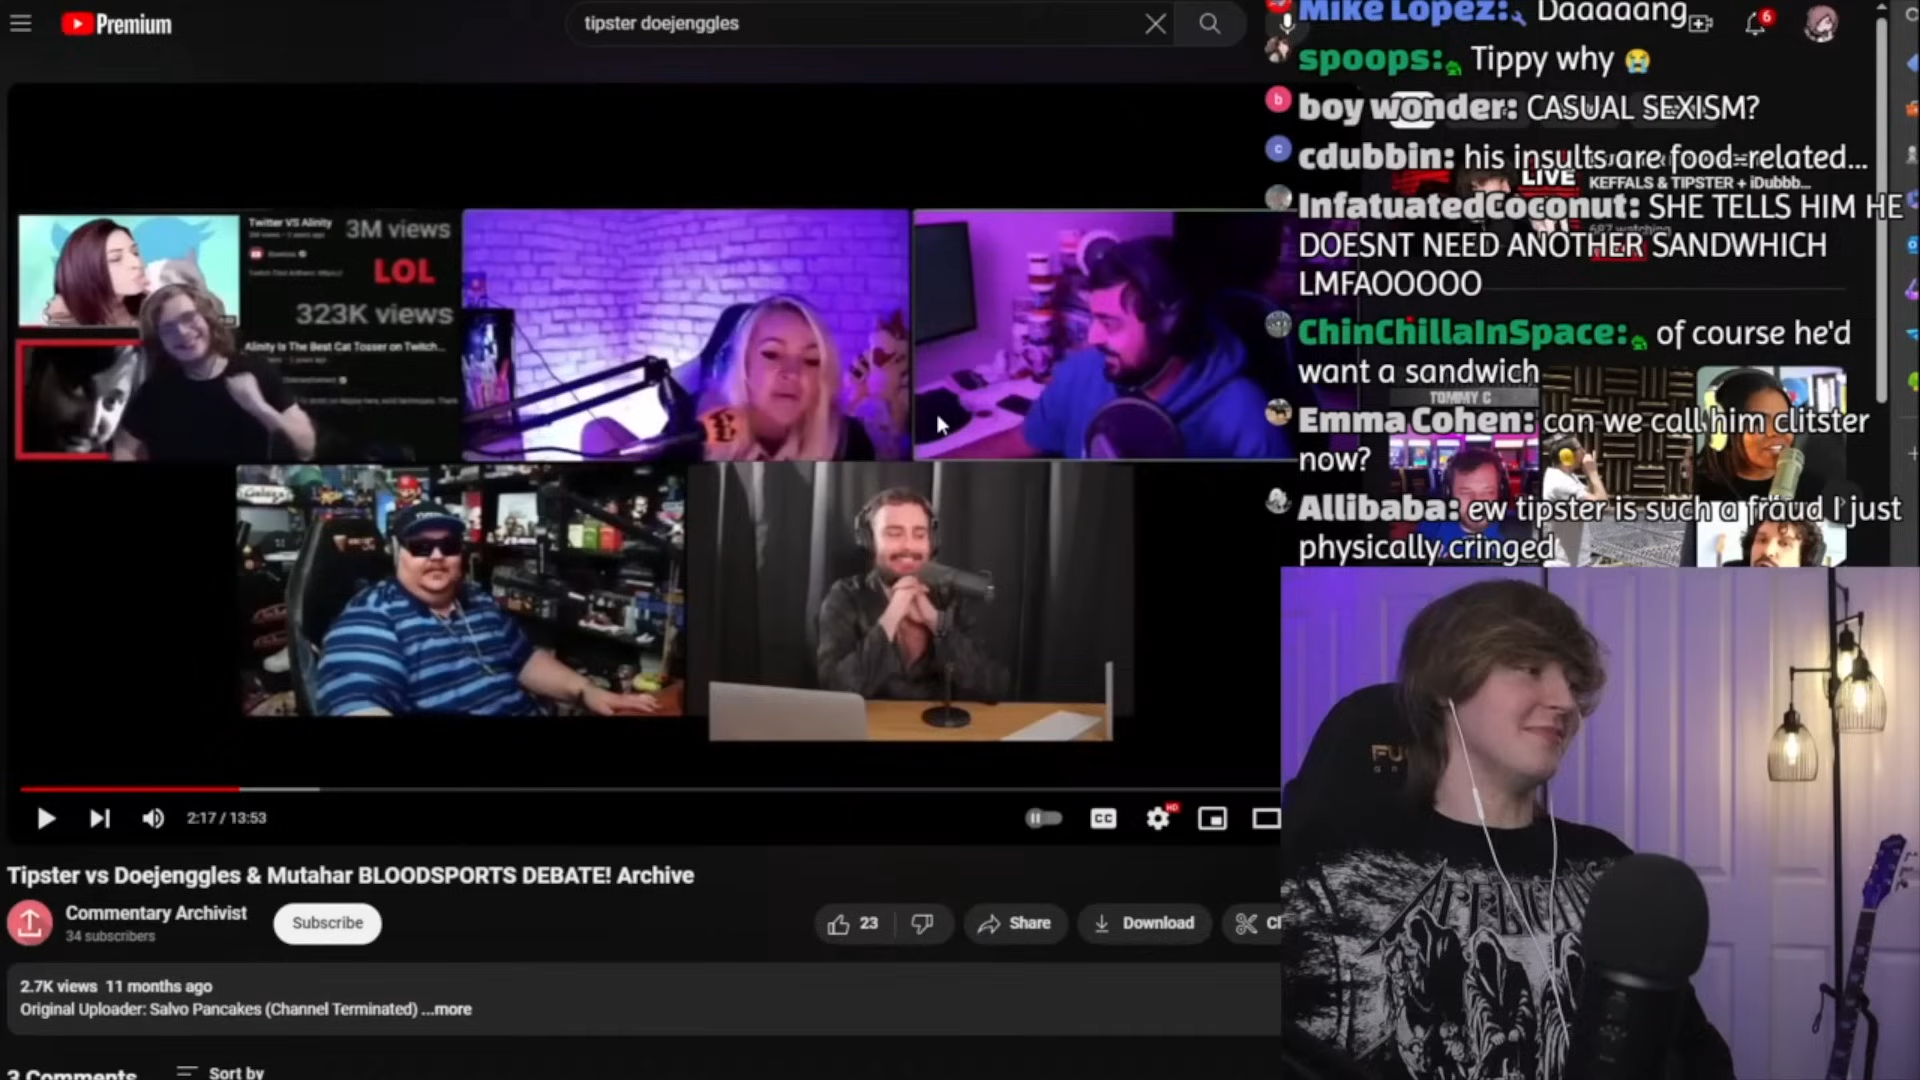 Premium
tipster doejenggles
6
Mike Lopez: Daaaaang
spoops: Tippy why 😭
b
boy wonder: CASUAL SEXISM?
c
cdubbin: his insults are food-related...
LIVE
KEFFALS & TIPSTER + iDubbb...
InfatuatedCoconut: SHE TELLS HIM HE
DOESNT NEED ANOTHER SANDWHICH
LMFAOOOOO
ChinChillaInSpace: of course he'd
want a sandwich
TOMMY C
Emma Cohen: can we call him clitster
now?
Allibaba: ew tipster is such a fraud I just
physically cringed
Twitter VS Alinity
3M views
LOL
323K views
Alinity Is The Best Cat Tosser on Twitch...
2:17 / 13:53
CC
HD
Tipster vs Doejenggles & Mutahar BLOODSPORTS DEBATE! Archive
Commentary Archivist
34 subscribers
Subscribe
23
Share
Download
2.7K views 11 months ago
Original Uploader: Salvo Pancakes (Channel Terminated) ...more
3 Comments
Sort by